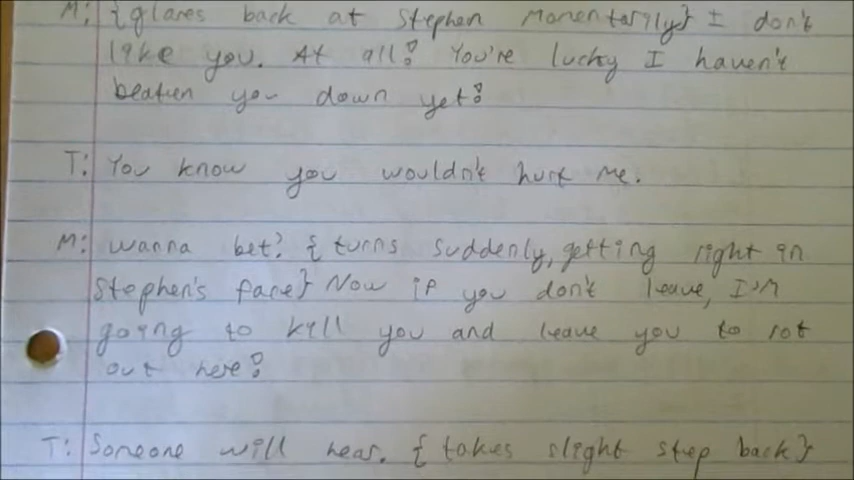 M: {glares back at Stephen momentarily} I don't
like you. At all! You're lucky I haven't
beaten you down yet!
T: You know you wouldn't hurt me.
M: Wanna bet? {turns suddenly, getting right in
Stephen's face} Now if you don't leave, I'm
going to kill you and leave you to rot
out here!
T: Someone will hear. {takes slight step back}